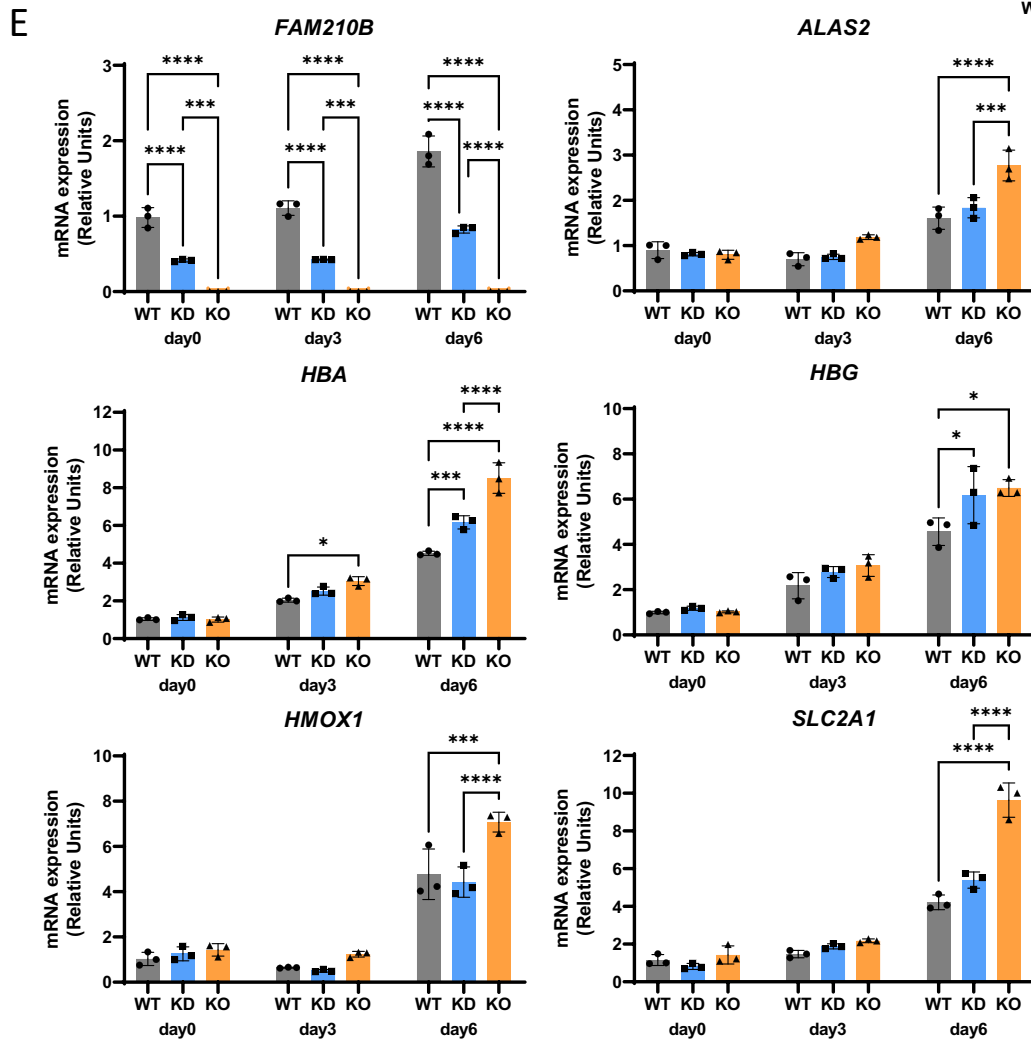 E
W
FAM210B
mRNA expression
(Relative Units)
3
2
1
0
****
****
***
****
****
***
****
****
****
WT KD KO WT KD KO WT KD KO
day0 day3 day6
ALAS2
mRNA expression
(Relative Units)
5
4
3
2
1
0
****
***
WT KD KO WT KD KO WT KD KO
day0 day3 day6
HBA
mRNA expression
(Relative Units)
12
10
8
6
4
2
0
*
****
****
***
WT KD KO WT KD KO WT KD KO
day0 day3 day6
HBG
mRNA expression
(Relative Units)
10
8
6
4
2
0
*
*
WT KD KO WT KD KO WT KD KO
day0 day3 day6
HMOX1
mRNA expression
(Relative Units)
10
8
6
4
2
0
***
****
WT KD KO WT KD KO WT KD KO
day0 day3 day6
SLC2A1
mRNA expression
(Relative Units)
12
10
8
6
4
2
0
****
****
WT KD KO WT KD KO WT KD KO
day0 day3 day6